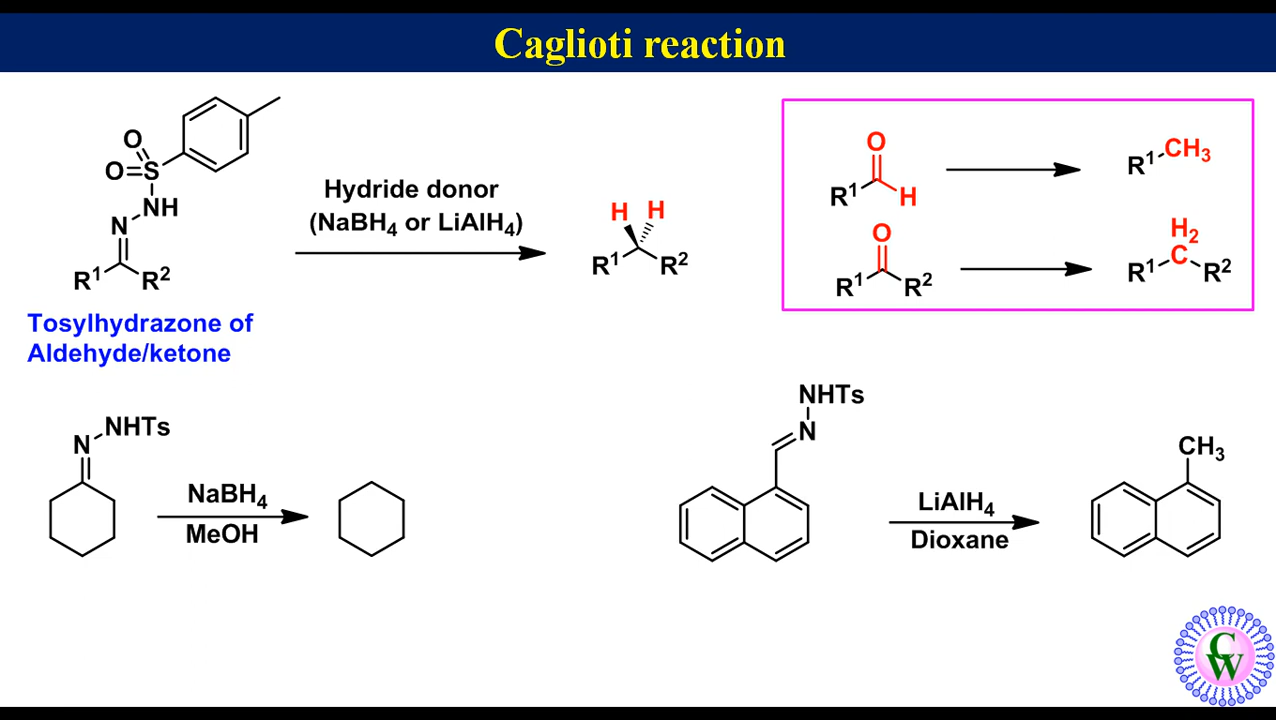 Caglioti reaction
O
O=S
NH
N
R¹ R²
Tosylhydrazone of
Aldehyde/ketone
Hydride donor
(NaBH₄ or LiAlH₄)
H H
R¹ R²
O
R¹ H
R¹-CH₃
O
R¹ R²
H₂
R¹ C R²
NHTs
N
NaBH₄
MeOH
NHTs
N
LiAlH₄
Dioxane
CH₃
CW